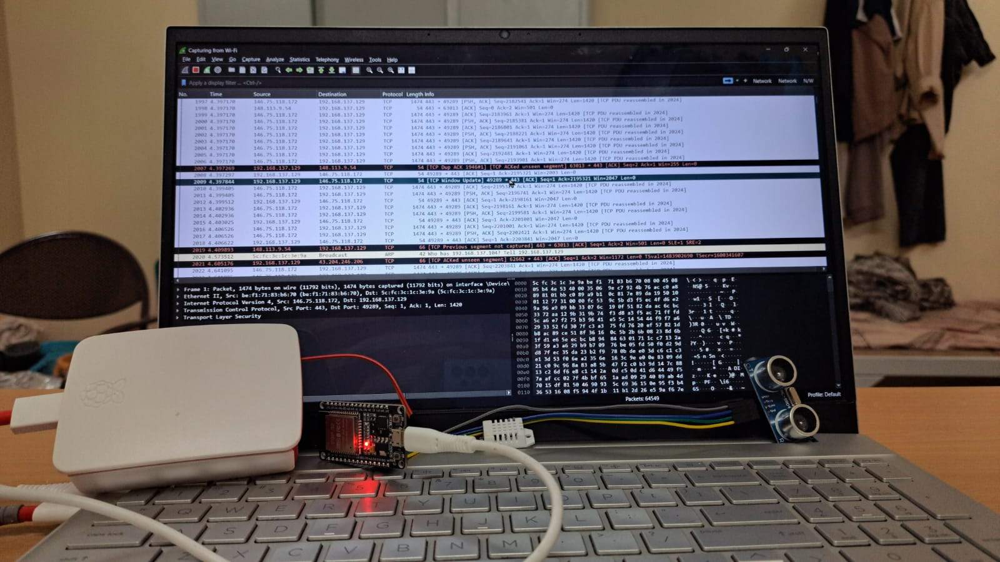 Capturing from Wi-Fi
File Edit View Go Capture Analyze Statistics Telephony Wireless Tools Help
Apply a display filter ... <Ctrl-/>
+ Network Network N/W
No. Time Source Destination Protocol Length Info
1997 4.397170 146.75.118.172 192.168.137.129 TCP 1474 443 → 49289 [PSH, ACK] Seq=2182541 Ack=1 Win=274 Len=1420 [TCP PDU reassembled in 2024]
1998 4.397170 148.113.9.54 192.168.137.129 TCP 54 443 → 63013 [ACK] Seq=0 Ack=2 Win=501 Len=0
1999 4.397170 146.75.118.172 192.168.137.129 TCP 1474 443 → 49289 [ACK] Seq=2183961 Ack=1 Win=274 Len=1420 [TCP PDU reassembled in 2024]
2000 4.397170 146.75.118.172 192.168.137.129 TCP 1474 443 → 49289 [PSH, ACK] Seq=2185381 Ack=1 Win=274 Len=1420 [TCP PDU reassembled in 2024]
2001 4.397170 146.75.118.172 192.168.137.129 TCP 1474 443 → 49289 [ACK] Seq=2186801 Ack=1 Win=274 Len=1420 [TCP PDU reassembled in 2024]
2002 4.397170 146.75.118.172 192.168.137.129 TCP 1474 443 → 49289 [PSH, ACK] Seq=2188221 Ack=1 Win=274 Len=1420 [TCP PDU reassembled in 2024]
2003 4.397170 146.75.118.172 192.168.137.129 TCP 1474 443 → 49289 [ACK] Seq=2189641 Ack=1 Win=274 Len=1420 [TCP PDU reassembled in 2024]
2004 4.397170 146.75.118.172 192.168.137.129 TCP 1474 443 → 49289 [PSH, ACK] Seq=2191061 Ack=1 Win=274 Len=1420 [TCP PDU reassembled in 2024]
2005 4.397170 146.75.118.172 192.168.137.129 TCP 1474 443 → 49289 [ACK] Seq=2192481 Ack=1 Win=274 Len=1420 [TCP PDU reassembled in 2024]
2006 4.397170 146.75.118.172 192.168.137.129 TCP 1474 443 → 49289 [PSH, ACK] Seq=2193901 Ack=1 Win=274 Len=1420 [TCP PDU reassembled in 2024]
2007 4.397269 192.168.137.129 148.113.9.54 TCP 54 [TCP Dup ACK 1946#1] [TCP ACKed unseen segment] 63013 → 443 [ACK] Seq=2 Ack=1 Win=255 Len=0
2008 4.397297 192.168.137.129 146.75.118.172 TCP 54 49289 → 443 [ACK] Seq=1 Ack=2195321 Win=2003 Len=0
2009 4.397844 192.168.137.129 146.75.118.172 TCP 54 [TCP Window Update] 49289 → 443 [ACK] Seq=1 Ack=2195321 Win=2047 Len=0
2010 4.399405 146.75.118.172 192.168.137.129 TCP 1474 443 → 49289 [ACK] Ack=1 Win=274 Len=1420 [TCP PDU reassembled in 2024]
2011 4.399405 146.75.118.172 192.168.137.129 TCP 1474 443 → 49289 [PSH, ACK] Seq=2196741 Ack=1 Win=274 Len=1420 [TCP PDU reassembled in 2024]
2012 4.399512 192.168.137.129 146.75.118.172 TCP 54 49289 → 443 [ACK] Seq=1 Ack=2198161 Win=2047 Len=0
2013 4.402936 146.75.118.172 192.168.137.129 TCP 1474 443 → 49289 [ACK] Seq=2198161 Ack=1 Win=274 Len=1420 [TCP PDU reassembled in 2024]
2014 4.402936 146.75.118.172 192.168.137.129 TCP 1474 443 → 49289 [PSH, ACK] Seq=2199581 Ack=1 Win=274 Len=1420 [TCP PDU reassembled in 2024]
2015 4.403025 192.168.137.129 146.75.118.172 TCP 54 49289 → 443 [ACK] Seq=1 Ack=2201001 Win=2047 Len=0
2016 4.406526 146.75.118.172 192.168.137.129 TCP 1474 443 → 49289 [ACK] Seq=2201001 Ack=1 Win=274 Len=1420 [TCP PDU reassembled in 2024]
2017 4.406526 146.75.118.172 192.168.137.129 TCP 1474 443 → 49289 [PSH, ACK] Seq=2202421 Ack=1 Win=274 Len=1420 [TCP PDU reassembled in 2024]
2018 4.406622 192.168.137.129 146.75.118.172 TCP 54 49289 → 443 [ACK] Seq=1 Ack=2203841 Win=2047 Len=0
2019 4.409893 148.113.9.54 192.168.137.129 TCP 66 [TCP Previous segment not captured] 443 → 63013 [ACK] Seq=1 Ack=2 Win=501 Len=0 SLE=1 SRE=2
2020 4.573512 5c:fc:3c:1c:3e:9a Broadcast ARP 42 Who has 192.168.137.104? Tell 192.168.137.129
2021 4.605176 192.168.137.129 43.204.246.206 TCP 66 [TCP ACKed unseen segment] 62662 → 443 [ACK] Seq=1 Ack=2 Win=1172 Len=0 TSval=1483902690 TSecr=1600341607
2022 4.641095 146.75.118.172 192.168.137.129 TCP 1474 443 → 49289 [ACK] Seq=2203841 Ack=1 Win=274 Len=1420 [TCP PDU reassembled in 2024]
Frame 1: Packet, 1474 bytes on wire (11792 bits), 1474 bytes captured (11792 bits) on interface \Device\
Ethernet II, Src: be:f1:71:83:b6:70 (be:f1:71:83:b6:70), Dst: 5c:fc:3c:1c:3e:9a (5c:fc:3c:1c:3e:9a)
Internet Protocol Version 4, Src: 146.75.118.172, Dst: 192.168.137.129
Transmission Control Protocol, Src Port: 443, Dst Port: 49289, Seq: 1, Ack: 1, Len: 1420
Transport Layer Security
0000 5c fc 3c 1c 3e 9a be f1 71 83 b6 70 08 00 45 08
0010 05 b4 4e 53 40 00 35 06 9e c7 92 4b 76 ac c0 a8
0020 89 81 01 bb c0 89 a9 b1 0c 81 7e 89 da 19 50 10
0030 01 12 77 31 00 00 fc 53 9c 5b d3 f5 ec 4f d6 e2
0040 9a 96 a9 09 bb 33 07 6c 19 0f 51 82 da ac 6c bc
0050 33 72 aa 12 9b 31 9b 74 f3 d8 a3 f5 ac 71 ff fd
0060 5c a6 e7 f2 75 b3 96 41 e5 5c 14 54 44 f9 f7 a6
0070 29 33 52 fd 30 7f c3 a3 75 fd 76 20 ef 57 82 1d
0080 b8 ac 89 ce 51 8f 36 16 0c 5b 2b 6b 08 23 8d 6b
0090 1f d1 e6 5e ec bc b8 94 84 63 01 71 1c c7 13 2a
00a0 3f 59 a3 a6 29 b9 b7 09 76 be 05 fd 50 f0 d2 9d
00b0 d8 7f ec 35 da 23 b2 f9 78 0b de e0 3d c6 c1 c3
00c0 e1 3d 53 f0 6e a2 35 6e 16 3c 9e e0 0e 83 09 dd
00d0 21 c0 9c 96 8a 83 a8 5b 47 f2 c0 b3 9d 14 7c 88
00e0 13 c2 6d f6 e8 c1 14 2a 0d c5 0d 41 d6 44 49 f5
00f0 7a af cc 02 7f 4b bf 65 1a ad 09 29 40 89 ab 4d
0100 70 15 df 81 50 46 90 93 5c 69 36 15 0e 95 f3 b4
0110 36 53 16 08 f5 94 4f 1b 11 b1 2d 26 e5 9a f6 7e
Packets: 64549
Profile: Default
Q W E R T Y U I O P
caps lock A S D F G H J K L
shift Z X C V B N M